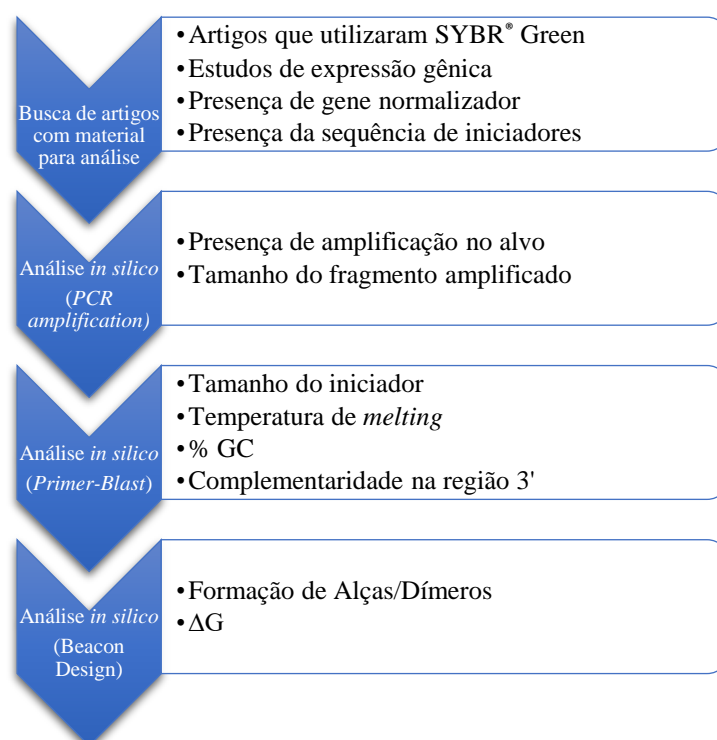 Busca de artigos
com material
para análise
•Artigos que utilizaram SYBR® Green
•Estudos de expressão gênica
•Presença de gene normalizador
•Presença da sequência de iniciadores
Análise in silico
(PCR
amplification)
•Presença de amplificação no alvo
•Tamanho do fragmento amplificado
Análise in silico
(Primer-Blast)
•Tamanho do iniciador
•Temperatura de melting
•% GC
•Complementaridade na região 3'
Análise in silico
(Beacon
Design)
•Formação de Alças/Dímeros
•ΔG